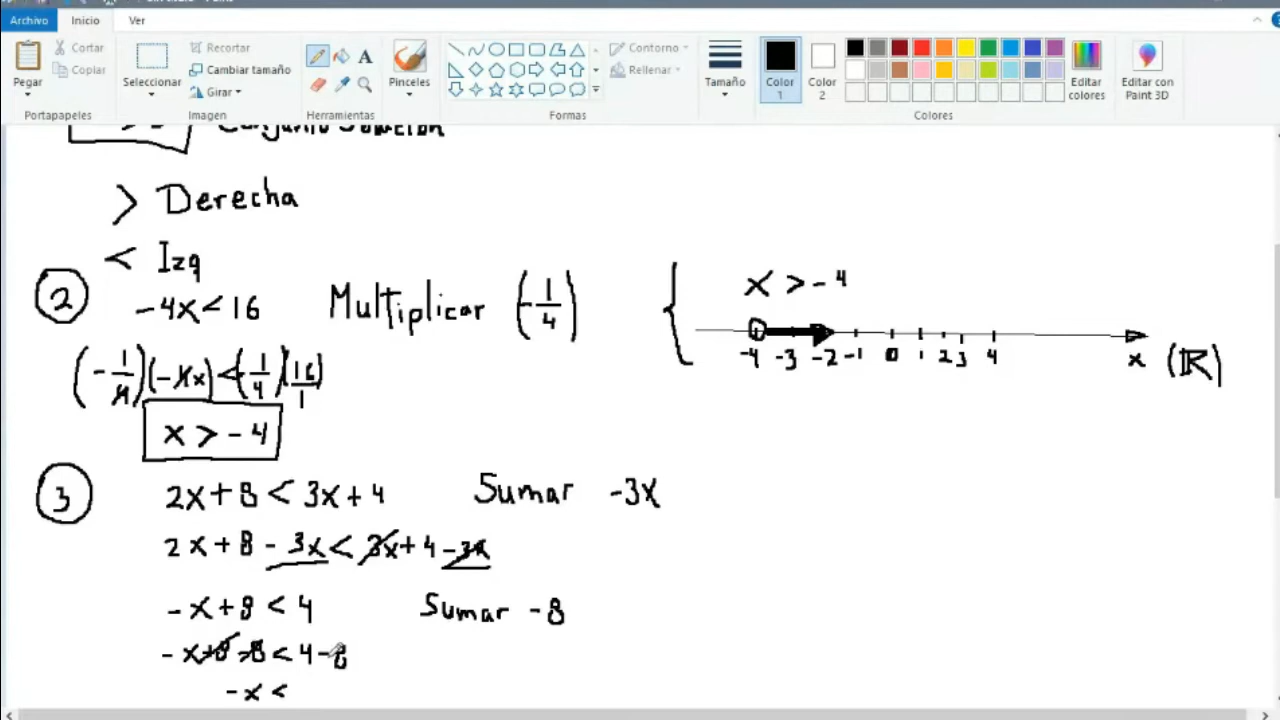 Archivo Inicio Ver
Pegar
Cortar
Copiar
Portapapeles
Seleccionar
Recortar
Cambiar tamaño
Girar
Imagen
A
Herramientas
Pinceles
Formas
Contorno
Rellenar
Tamaño
Color 1
Color 2
Colores
Editar colores
Editar con Paint 3D
Conjunto Solución
> Derecha
< Izq
2
-4x < 16 Multiplicar (-1/4)
(-1/4)(-4x) < (-1/4)(16/1)
x > -4
x > -4
-4 -3 -2 -1 0 1 2 3 4 x (ℝ)
3
2x + 8 < 3x + 4 Sumar -3x
2x + 8 - 3x < 3x + 4 - 3x
-x + 8 < 4 Sumar -8
-x + 8 - 8 < 4 - 8
-x <